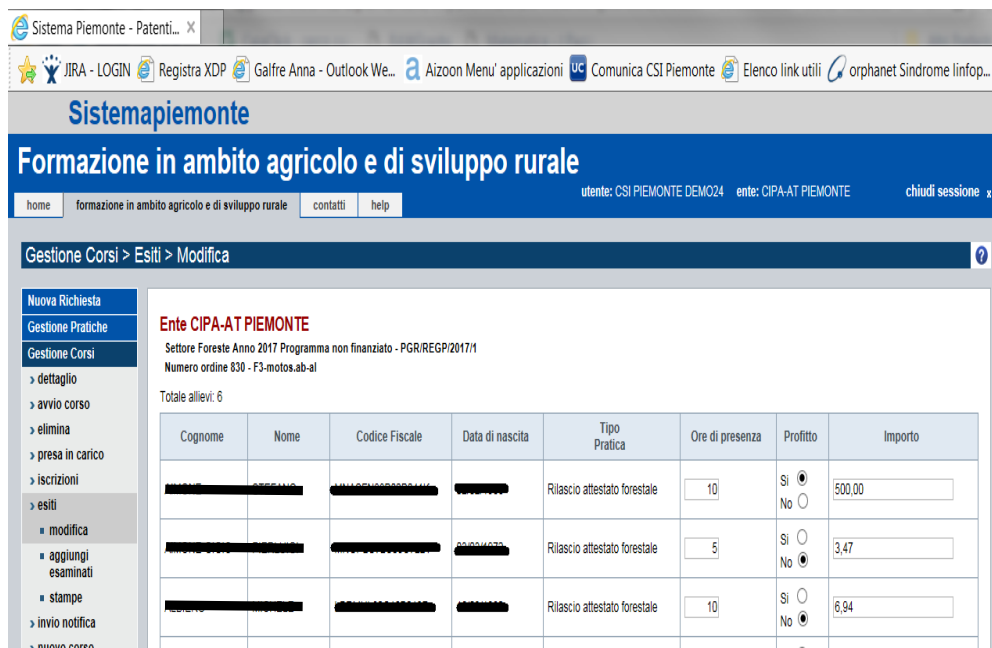 Sistema Piemonte - Patenti... ×
JIRA - LOGIN Registra XDP Galfre Anna - Outlook We... Aizoon Menu' applicazioni UC Comunica CSI Piemonte Elenco link utili orphanet Sindrome linfop...
Sistemapiemonte
Formazione in ambito agricolo e di sviluppo rurale
utente: CSI PIEMONTE DEMO24 ente: CIPA-AT PIEMONTE chiudi sessione x
home formazione in ambito agricolo e di sviluppo rurale contatti help
Gestione Corsi > Esiti > Modifica ?
Nuova Richiesta
Gestione Pratiche
Gestione Corsi
› dettaglio
› avvio corso
› elimina
› presa in carico
› iscrizioni
› esiti
modifica
aggiungi
esaminati
stampe
› invio notifica
› nuovo corso
Ente CIPA-AT PIEMONTE
Settore Foreste Anno 2017 Programma non finanziato - PGR/REGP/2017/1
Numero ordine 830 - F3-motos.ab-al
Totale allievi: 6
Cognome Nome Codice Fiscale Data di nascita Tipo Pratica Ore di presenza Profitto Importo
Rilascio attestato forestale 10 Si No 500,00
Rilascio attestato forestale 5 Si No 3,47
Rilascio attestato forestale 10 Si No 6,94